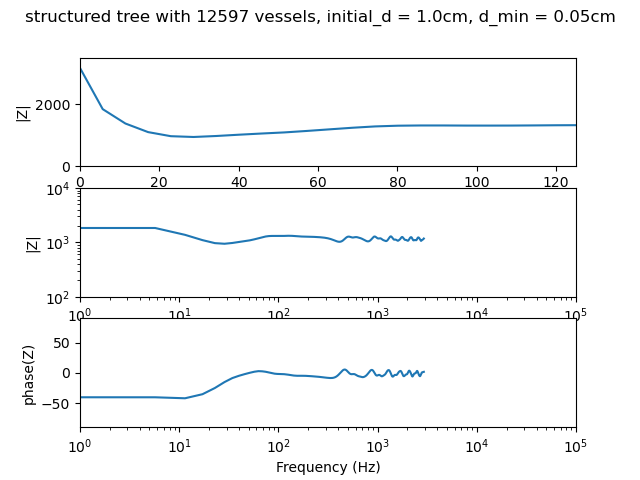 structured tree with 12597 vessels, initial_d = 1.0cm, d_min = 0.05cm
|Z|
2000
0
0 20 40 60 80 100 120
|Z|
10^4
10^3
10^2
10^0 10^1 10^2 10^3 10^4 10^5
phase(Z)
50
0
−50
10^0 10^1 10^2 10^3 10^4 10^5
Frequency (Hz)